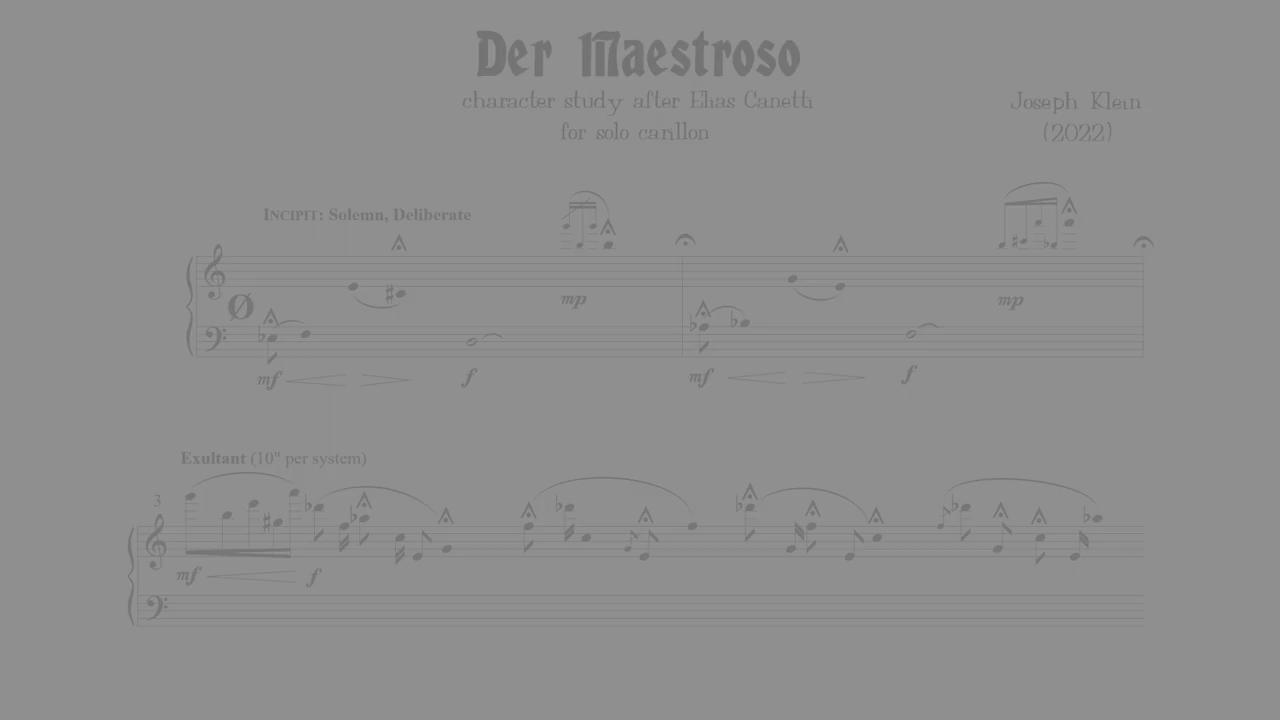 Der Maestroso
character study after Elias Canetti
for solo carillon
Joseph Klein
(2022)
INCIPIT: Solemn, Deliberate
mp
mp
Ø
mf
f
mf
f
Exultant (10" per system)
3
mf
f